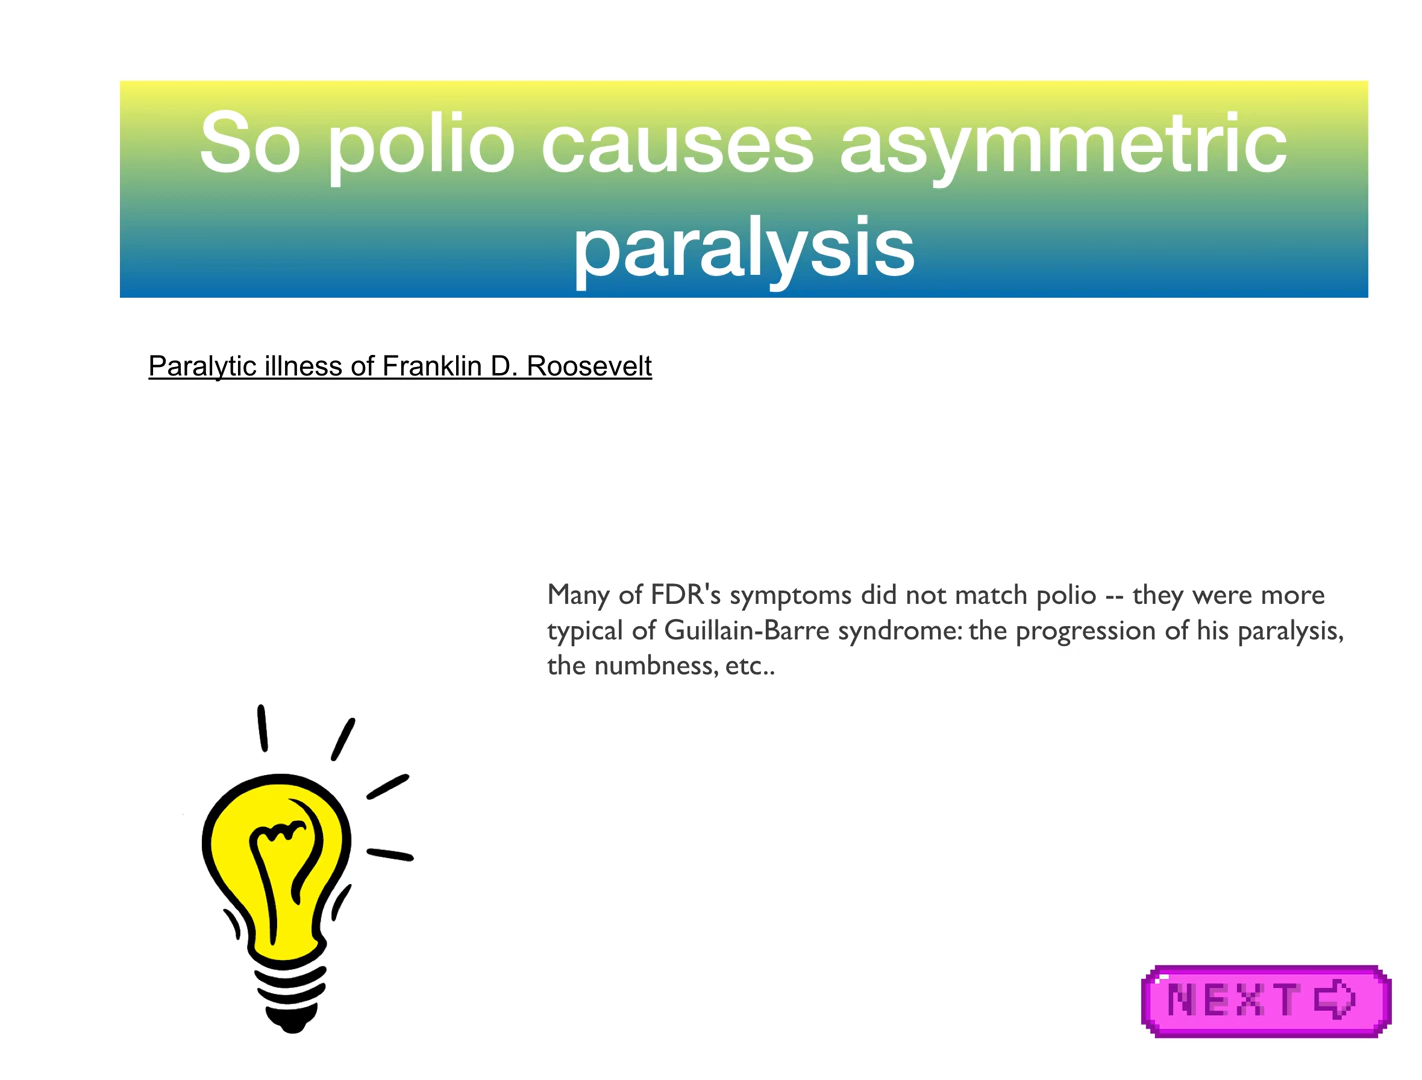 So polio causes asymmetric
paralysis
Paralytic illness of Franklin D. Roosevelt
Many of FDR's symptoms did not match polio -- they were more
typical of Guillain-Barre syndrome: the progression of his paralysis,
the numbness, etc..
NEXT